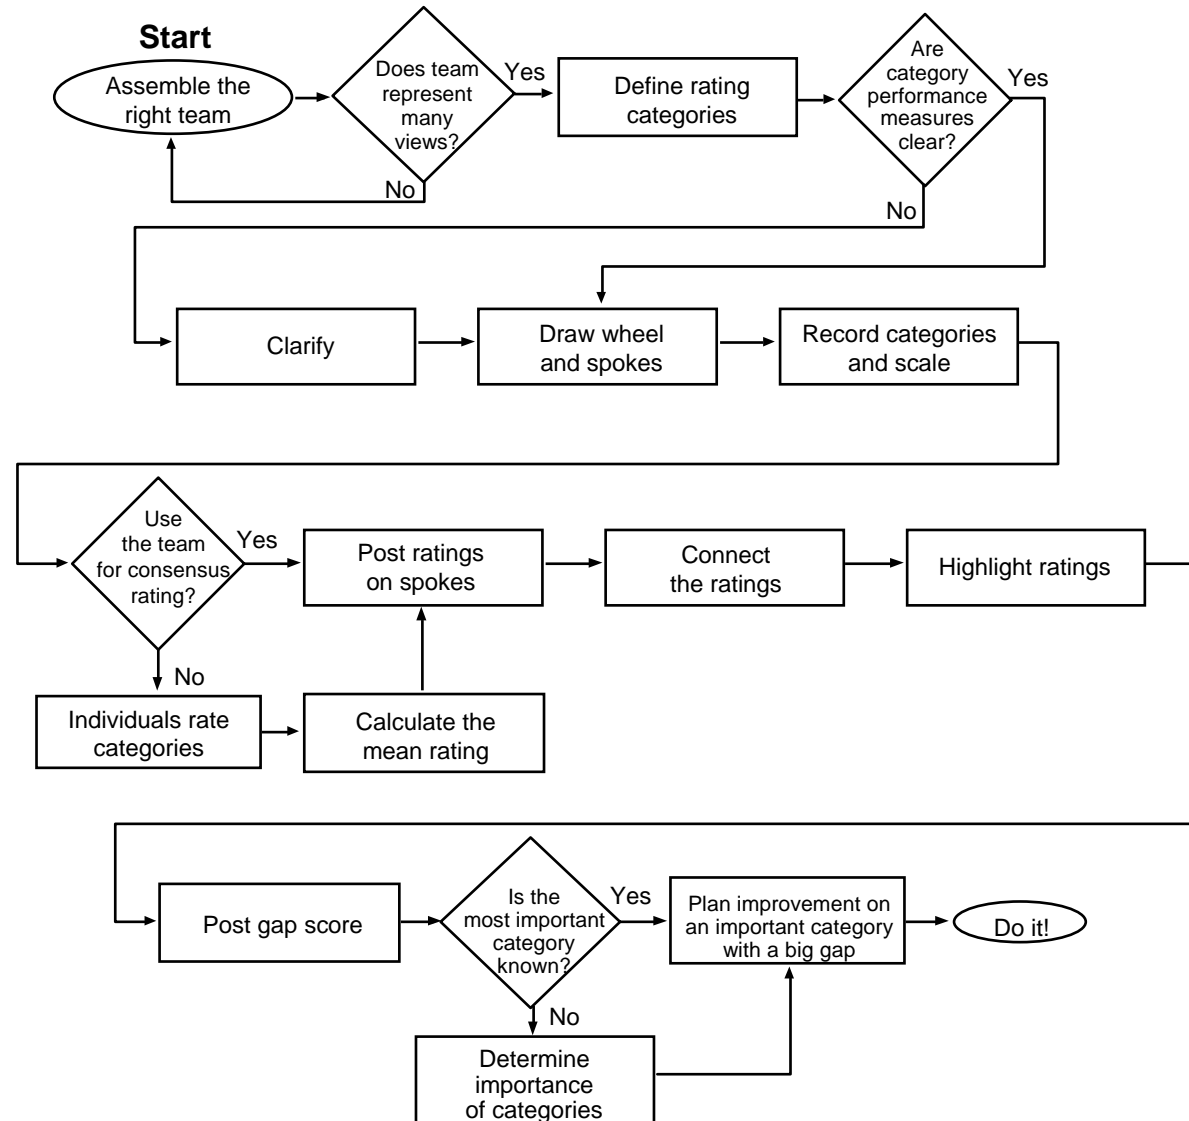 Start
Assemble the
right team
Does team
represent
many
views?
Yes
No
Define rating
categories
Are
category
performance
measures
clear?
Yes
No
Clarify
Draw wheel
and spokes
Record categories
and scale
Use
the team
for consensus
rating?
Yes
No
Post ratings
on spokes
Connect
the ratings
Highlight ratings
Individuals rate
categories
Calculate the
mean rating
Post gap score
Is the
most important
category
known?
Yes
No
Plan improvement on
an important category
with a big gap
Do it!
Determine
importance
of categories